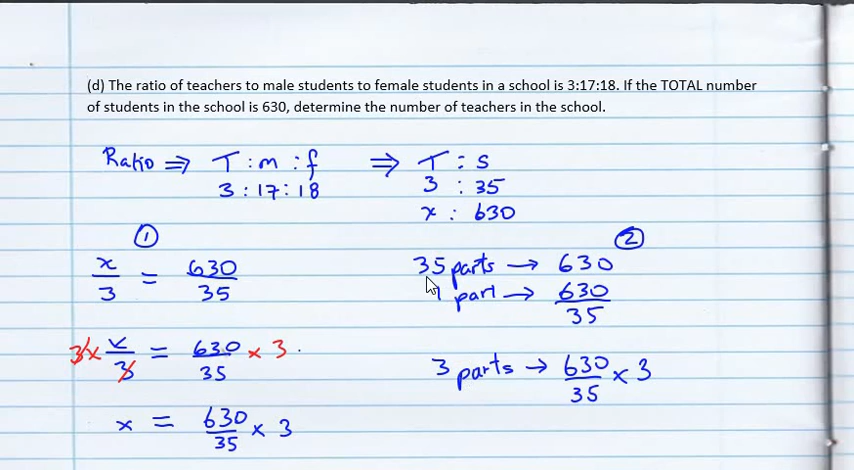 (d) The ratio of teachers to male students to female students in a school is 3:17:18. If the TOTAL number
of students in the school is 630, determine the number of teachers in the school.
Ratio ⇒ T : m : f ⇒ T : s
3 : 17 : 18
3 : 35
x : 630
①
x/3 = 630/35
3 × x/3 = 630/35 × 3
x = 630/35 × 3
②
35 parts → 630
1 part → 630/35
3 parts → 630/35 × 3